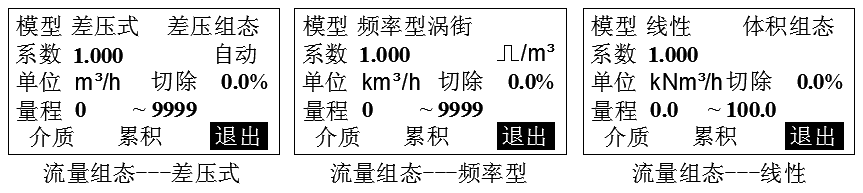 模型 差压式 差压组态
系数 1.000 自动
单位 m³/h 切除 0.0%
量程 0 ~ 9999
介质 累积 退出
流量组态---差压式
模型 频率型涡街
系数 1.000 ⎍/m³
单位 km³/h 切除 0.0%
量程 0 ~ 9999
介质 累积 退出
流量组态---频率型
模型 线性 体积组态
系数 1.000
单位 kNm³/h 切除 0.0%
量程 0.0 ~ 100.0
介质 累积 退出
流量组态---线性